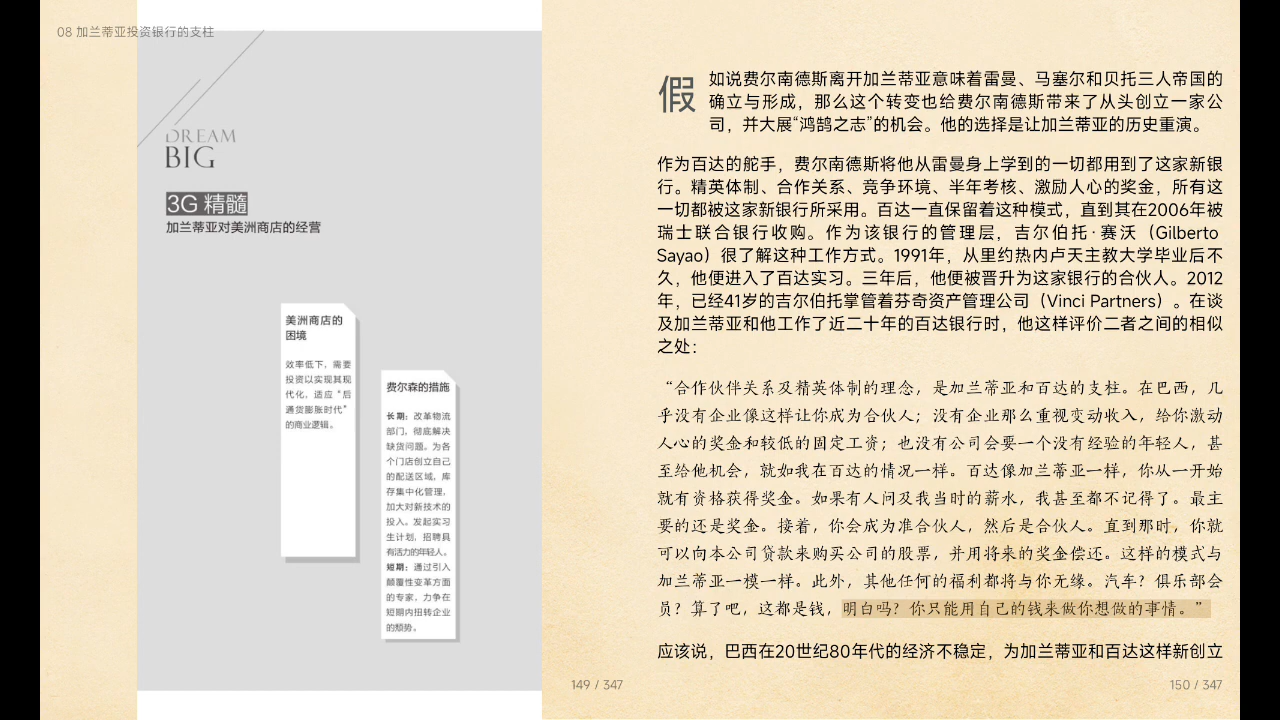 08 加兰蒂亚投资银行的支柱
DREAM
BIG
3G 精髓
加兰蒂亚对美洲商店的经营
美洲商店的
困境
效率低下，需要
投资以实现其现
代化，适应“后
通货膨胀时代”
的商业逻辑。
费尔森的措施
长期：改革物流
部门，彻底解决
缺货问题。为各
个门店创立自己
的配送区域，库
存集中化管理，
加大对新技术的
投入。发起实习
生计划，招聘具
有活力的年轻人。
短期：通过引入
颠覆性变革方面
的专家，力争在
短期内扭转企业
的颓势。
149 / 347
假
如说费尔南德斯离开加兰蒂亚意味着雷曼、马塞尔和贝托三人帝国的
确立与形成，那么这个转变也给费尔南德斯带来了从头创立一家公
司，并大展“鸿鹄之志”的机会。他的选择是让加兰蒂亚的历史重演。
作为百达的舵手，费尔南德斯将他从雷曼身上学到的一切都用到了这家新银
行。精英体制、合作关系、竞争环境、半年考核、激励人心的奖金，所有这
一切都被这家新银行所采用。百达一直保留着这种模式，直到其在2006年被
瑞士联合银行收购。作为该银行的管理层，吉尔伯托·赛沃（Gilberto
Sayao）很了解这种工作方式。1991年，从里约热内卢天主教大学毕业后不
久，他便进入了百达实习。三年后，他便被晋升为这家银行的合伙人。2012
年，已经41岁的吉尔伯托掌管着芬奇资产管理公司（Vinci Partners）。在谈
及加兰蒂亚和他工作了近二十年的百达银行时，他这样评价二者之间的相似
之处：
“合作伙伴关系及精英体制的理念，是加兰蒂亚和百达的支柱。在巴西，几
乎没有企业像这样让你成为合伙人；没有企业那么重视变动收入，给你激动
人心的奖金和较低的固定工资；也没有公司会要一个没有经验的年轻人，甚
至给他机会，就如我在百达的情况一样。百达像加兰蒂亚一样，你从一开始
就有资格获得奖金。如果有人问及我当时的薪水，我甚至都不记得了。最主
要的还是奖金。接着，你会成为准合伙人，然后是合伙人。直到那时，你就
可以向本公司贷款来购买公司的股票，并用将来的奖金偿还。这样的模式与
加兰蒂亚一模一样。此外，其他任何的福利都将与你无缘。汽车？俱乐部会
员？算了吧，这都是钱，明白吗？你只能用自己的钱来做你想做的事情。”
应该说，巴西在20世纪80年代的经济不稳定，为加兰蒂亚和百达这样新创立
150 / 347